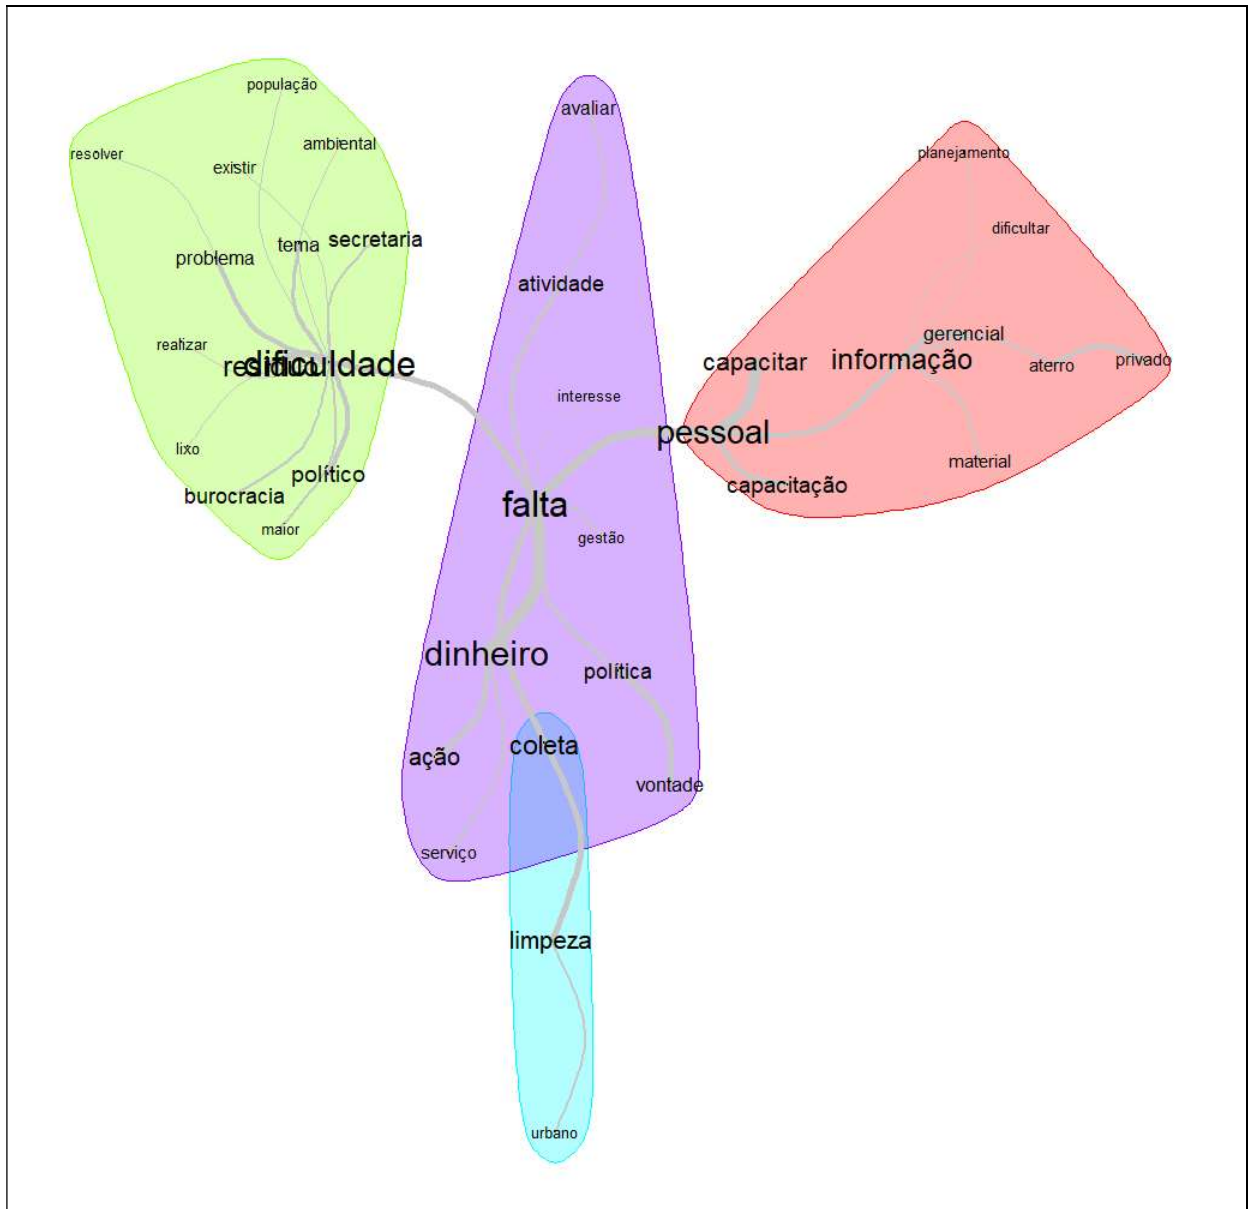 população
resolver
existir
ambiental
problema
tema
secretaria
realizar
resíduo
dificuldade
lixo
burocracia
político
maior
avaliar
atividade
interesse
falta
gestão
dinheiro
política
ação
coleta
vontade
serviço
limpeza
urbano
planejamento
dificultar
gerencial
capacitar
informação
aterro
privado
pessoal
material
capacitação